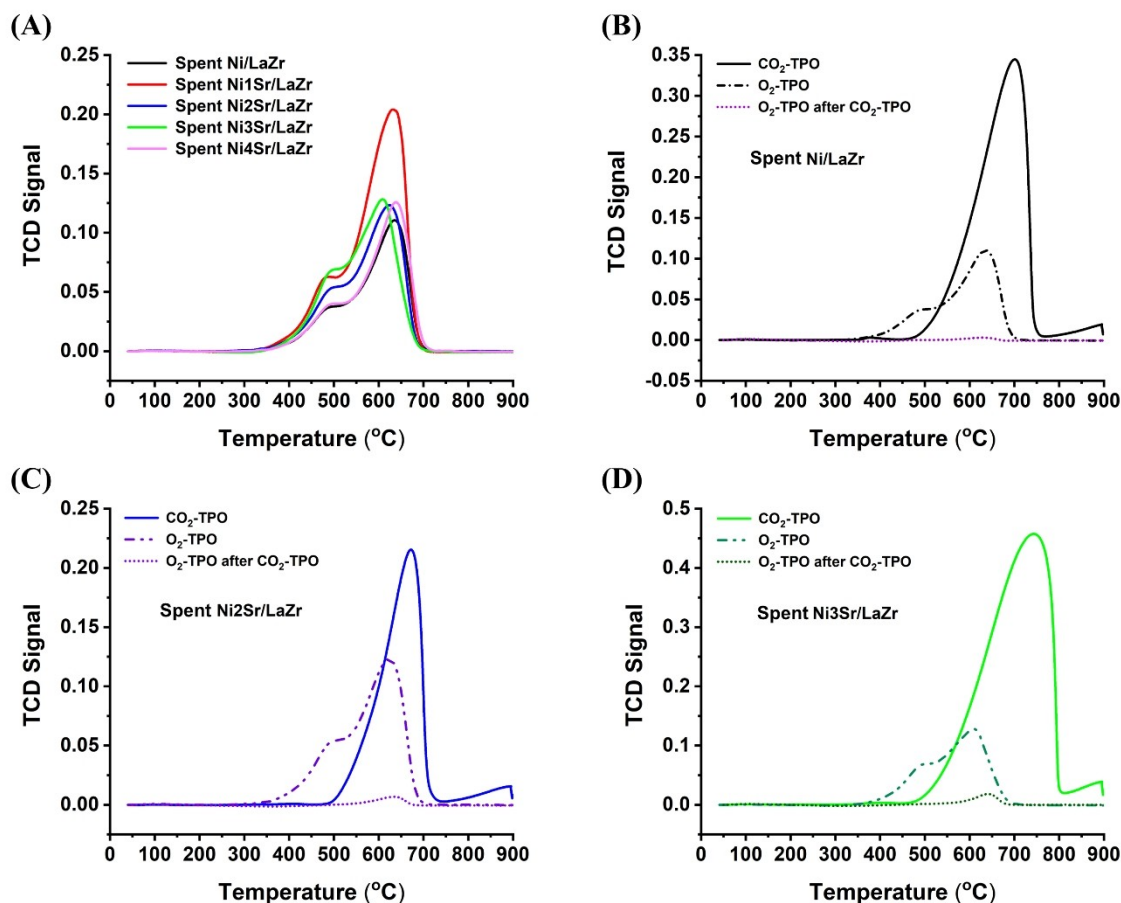 (A)
0.25
0.20
0.15
0.10
0.05
0.00
TCD Signal
Spent Ni/LaZr
Spent Ni1Sr/LaZr
Spent Ni2Sr/LaZr
Spent Ni3Sr/LaZr
Spent Ni4Sr/LaZr
0 100 200 300 400 500 600 700 800 900
Temperature (°C)
(B)
0.35
0.30
0.25
0.20
0.15
0.10
0.05
0.00
-0.05
TCD Signal
CO₂-TPO
O₂-TPO
O₂-TPO after CO₂-TPO
Spent Ni/LaZr
0 100 200 300 400 500 600 700 800 900
Temperature (°C)
(C)
0.25
0.20
0.15
0.10
0.05
0.00
TCD Signal
CO₂-TPO
O₂-TPO
O₂-TPO after CO₂-TPO
Spent Ni2Sr/LaZr
0 100 200 300 400 500 600 700 800 900
Temperature (°C)
(D)
0.5
0.4
0.3
0.2
0.1
0.0
TCD Signal
CO₂-TPO
O₂-TPO
O₂-TPO after CO₂-TPO
Spent Ni3Sr/LaZr
0 100 200 300 400 500 600 700 800 900
Temperature (°C)